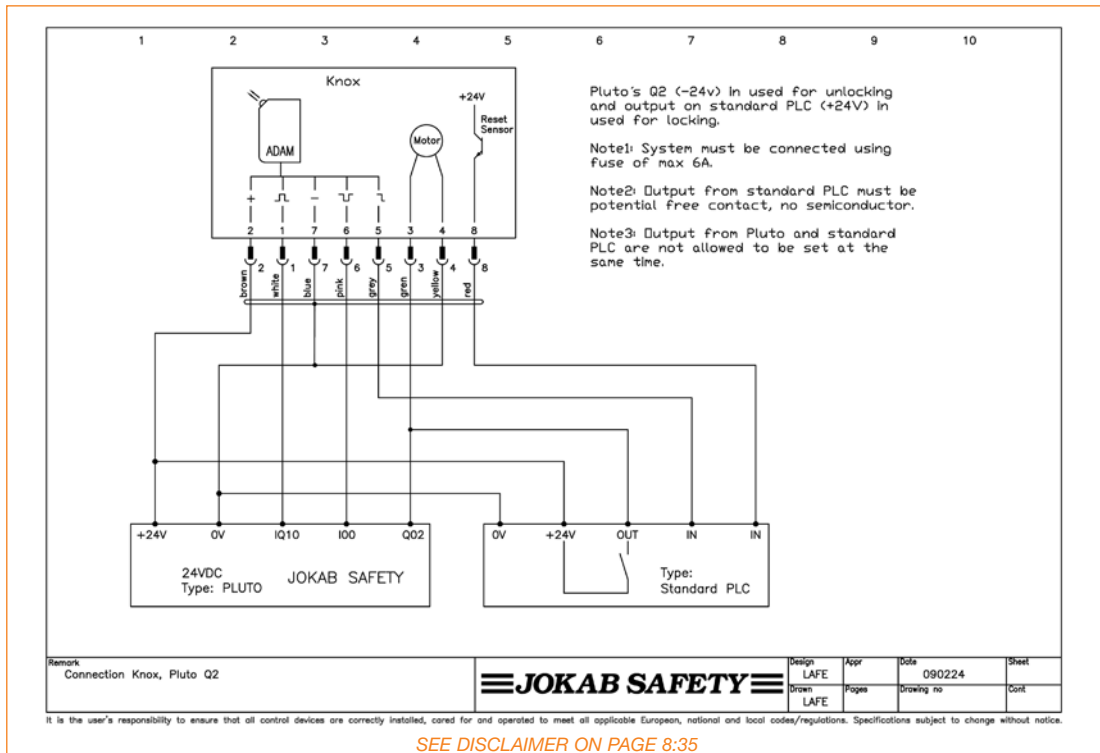 1 2 3 4 5 6 7 8 9 10
Knox
+24V
Reset
Sensor
ADAM
Motor
+ –
2 1 7 6 5 3 4 8
2 1 7 6 5 3 4 8
brown white blue pink grey gren yellow red
Pluto's Q2 (-24v) in used for unlocking
and output on standard PLC (+24V) in
used for locking.
Note1: System must be connected using
fuse of max 6A.
Note2: Output from standard PLC must be
potential free contact, no semiconductor.
Note3: Output from Pluto and standard
PLC are not allowed to be set at the
same time.
+24V 0V IQ10 I00 Q02
24VDC
Type: PLUTO
JOKAB SAFETY
0V +24V OUT IN IN
Type:
Standard PLC
Remark
Connection Knox, Pluto Q2
JOKAB SAFETY
Design
LAFE
Appr
Date
090224
Sheet
Drawn
LAFE
Pages
Drawing no
Cont
It is the user's responsibility to ensure that all control devices are correctly installed, cared for and operated to meet all applicable European, national and local codes/regulations. Specifications subject to change without notice.
SEE DISCLAIMER ON PAGE 8:35